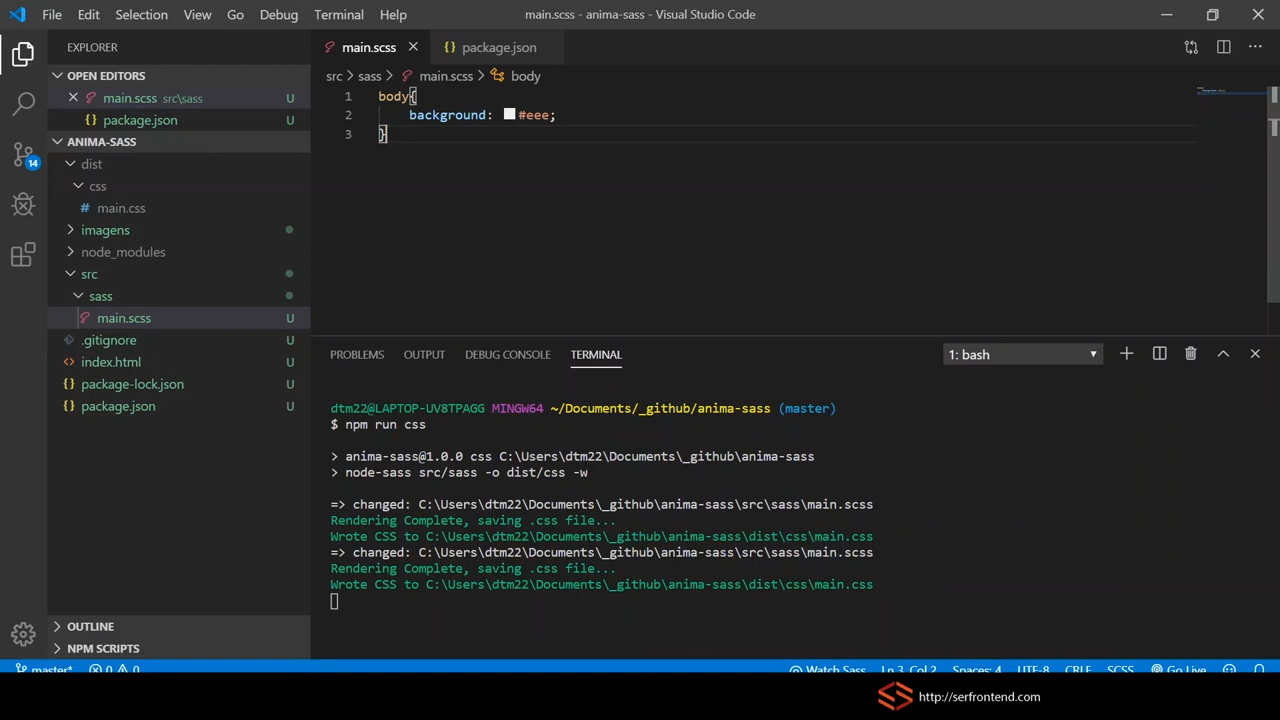 File Edit Selection View Go Debug Terminal Help
main.scss - anima-sass - Visual Studio Code
EXPLORER
OPEN EDITORS
main.scss src\sass U
package.json U
ANIMA-SASS
dist
css
# main.css
imagens
node_modules
src
sass
main.scss U
.gitignore U
index.html U
package-lock.json U
package.json U
OUTLINE
NPM SCRIPTS
14
main.scss
package.json
src > sass > main.scss > body
1 body{
2 background: #eee;
3 }
PROBLEMS OUTPUT DEBUG CONSOLE TERMINAL
1: bash
dtm22@LAPTOP-UV8TPAGG MINGW64 ~/Documents/_github/anima-sass (master)
$ npm run css
> anima-sass@1.0.0 css C:\Users\dtm22\Documents\_github\anima-sass
> node-sass src/sass -o dist/css -w
=> changed: C:\Users\dtm22\Documents\_github\anima-sass\src\sass\main.scss
Rendering Complete, saving .css file...
Wrote CSS to C:\Users\dtm22\Documents\_github\anima-sass\dist\css\main.css
=> changed: C:\Users\dtm22\Documents\_github\anima-sass\src\sass\main.scss
Rendering Complete, saving .css file...
Wrote CSS to C:\Users\dtm22\Documents\_github\anima-sass\dist\css\main.css
master* 0 0 Watch Sass Ln 3, Col 2 Spaces: 4 UTF-8 CRLF SCSS Go Live
http://serfrontend.com